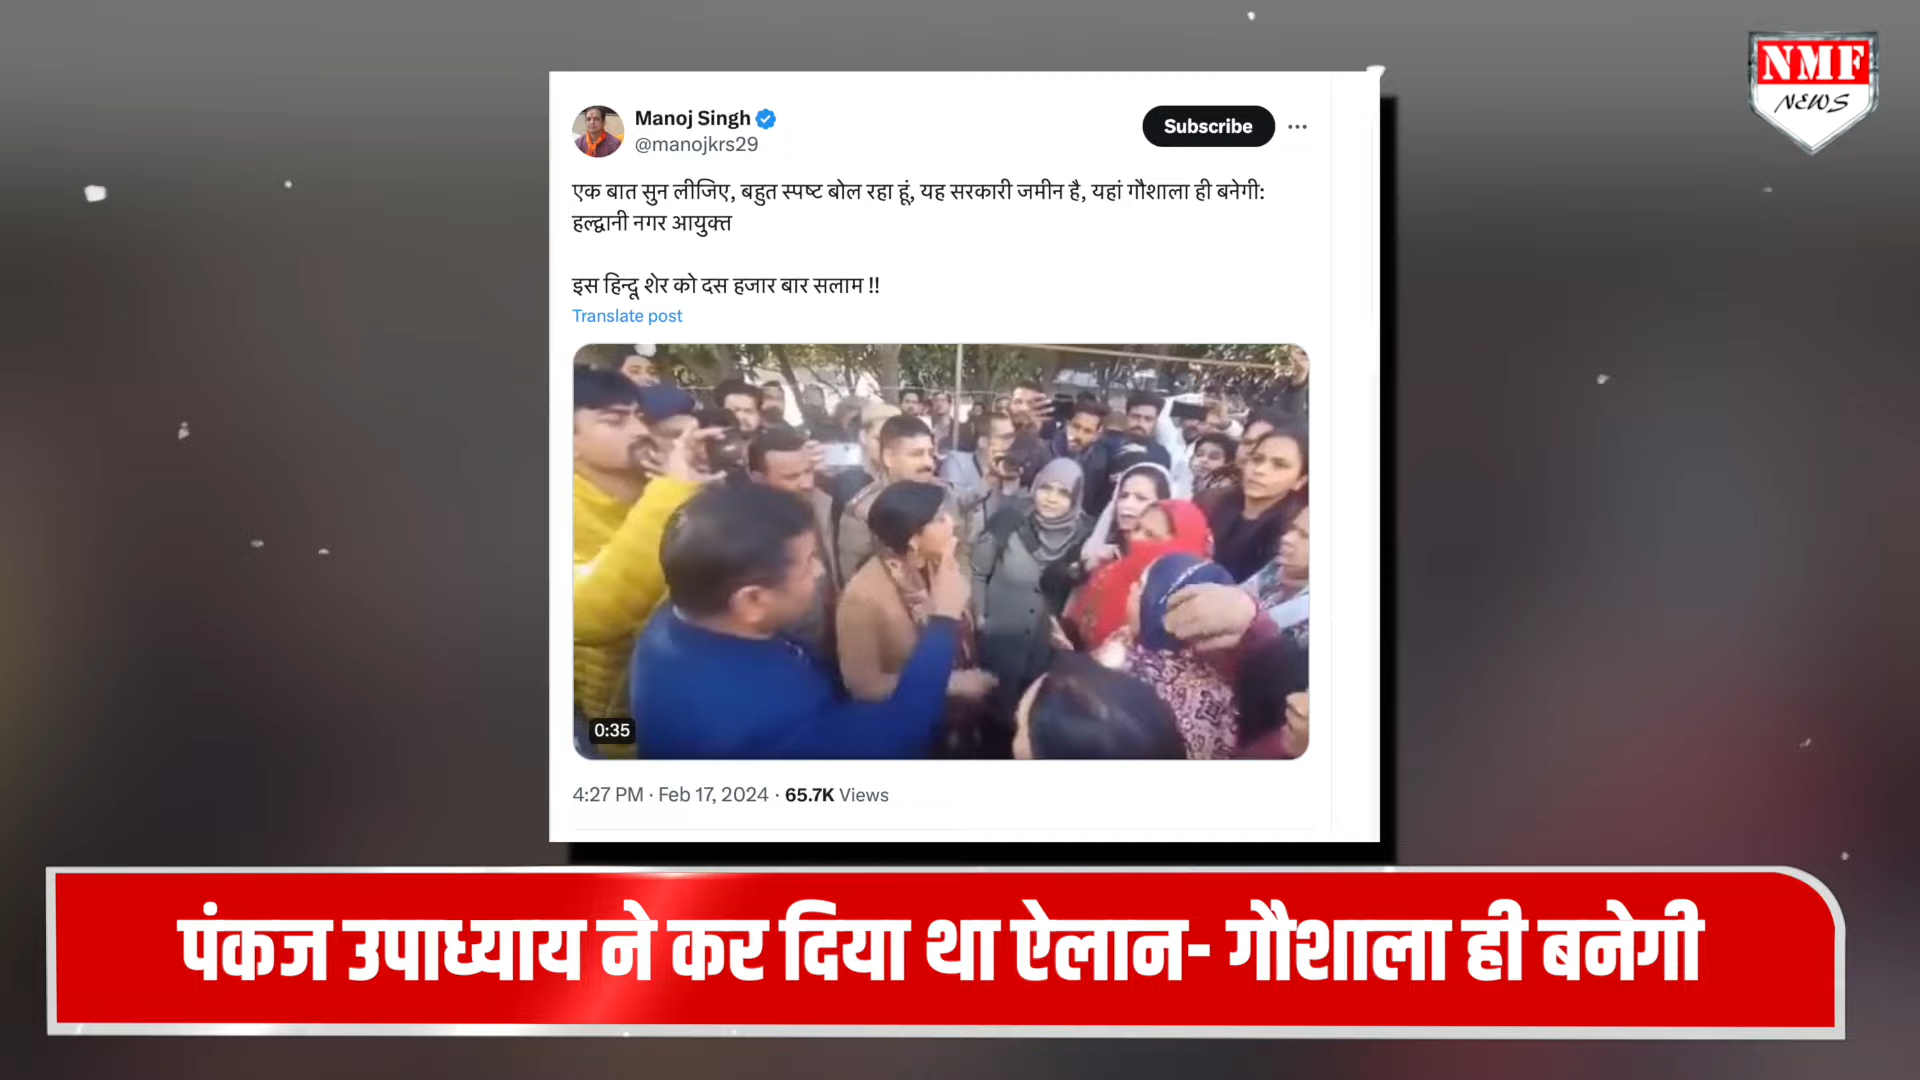 NMF
NEWS
Manoj Singh
@manojkrs29
Subscribe
एक बात सुन लीजिए, बहुत स्पष्ट बोल रहा हूं, यह सरकारी जमीन है, यहां गौशाला ही बनेगी:
हल्द्वानी नगर आयुक्त
इस हिन्दू शेर को दस हजार बार सलाम !!
Translate post
0:35
4:27 PM · Feb 17, 2024 · 65.7K Views
पंकज उपाध्याय ने कर दिया था ऐलान- गौशाला ही बनेगी